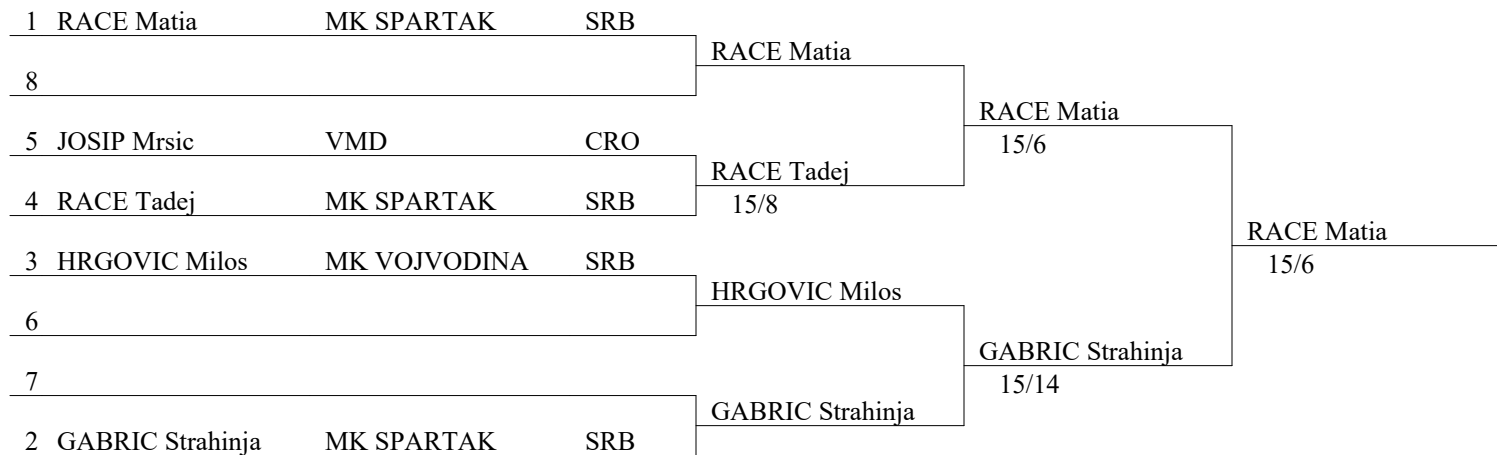 1 RACE Matia MK SPARTAK SRB
RACE Matia
8
RACE Matia
15/6
5 JOSIP Mrsic VMD CRO
RACE Tadej
15/8
4 RACE Tadej MK SPARTAK SRB
RACE Matia
15/6
3 HRGOVIC Milos MK VOJVODINA SRB
HRGOVIC Milos
6
GABRIC Strahinja
15/14
7
GABRIC Strahinja
2 GABRIC Strahinja MK SPARTAK SRB